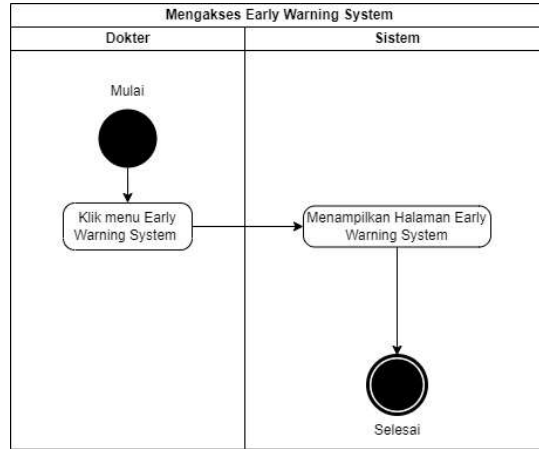 Mengakses Early Warning System
Dokter
Sistem
Mulai
Klik menu Early
Warning System
Menampilkan Halaman Early
Warning System
Selesai